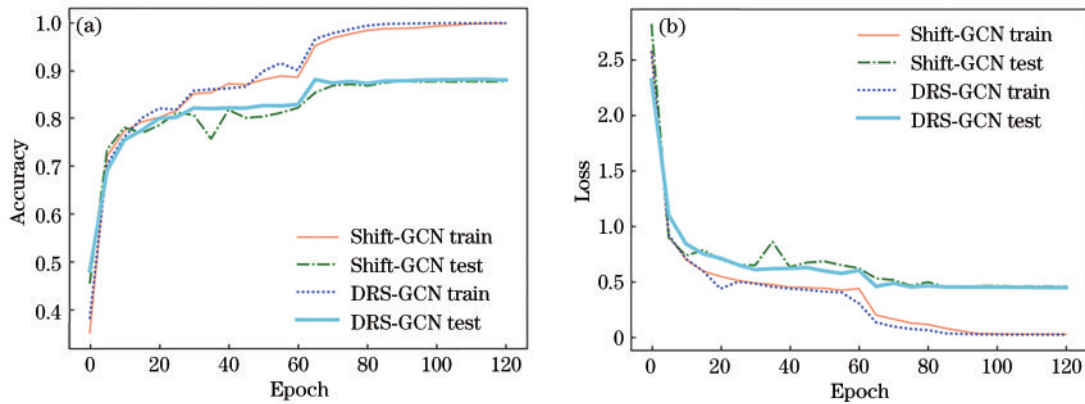 (a)
1.0
0.9
0.8
0.7
0.6
0.5
0.4
Accuracy
Shift-GCN train
Shift-GCN test
DRS-GCN train
DRS-GCN test
0 20 40 60 80 100 120
Epoch
(b)
2.5
2.0
1.5
1.0
0.5
0
Loss
Shift-GCN train
Shift-GCN test
DRS-GCN train
DRS-GCN test
0 20 40 60 80 100 120
Epoch